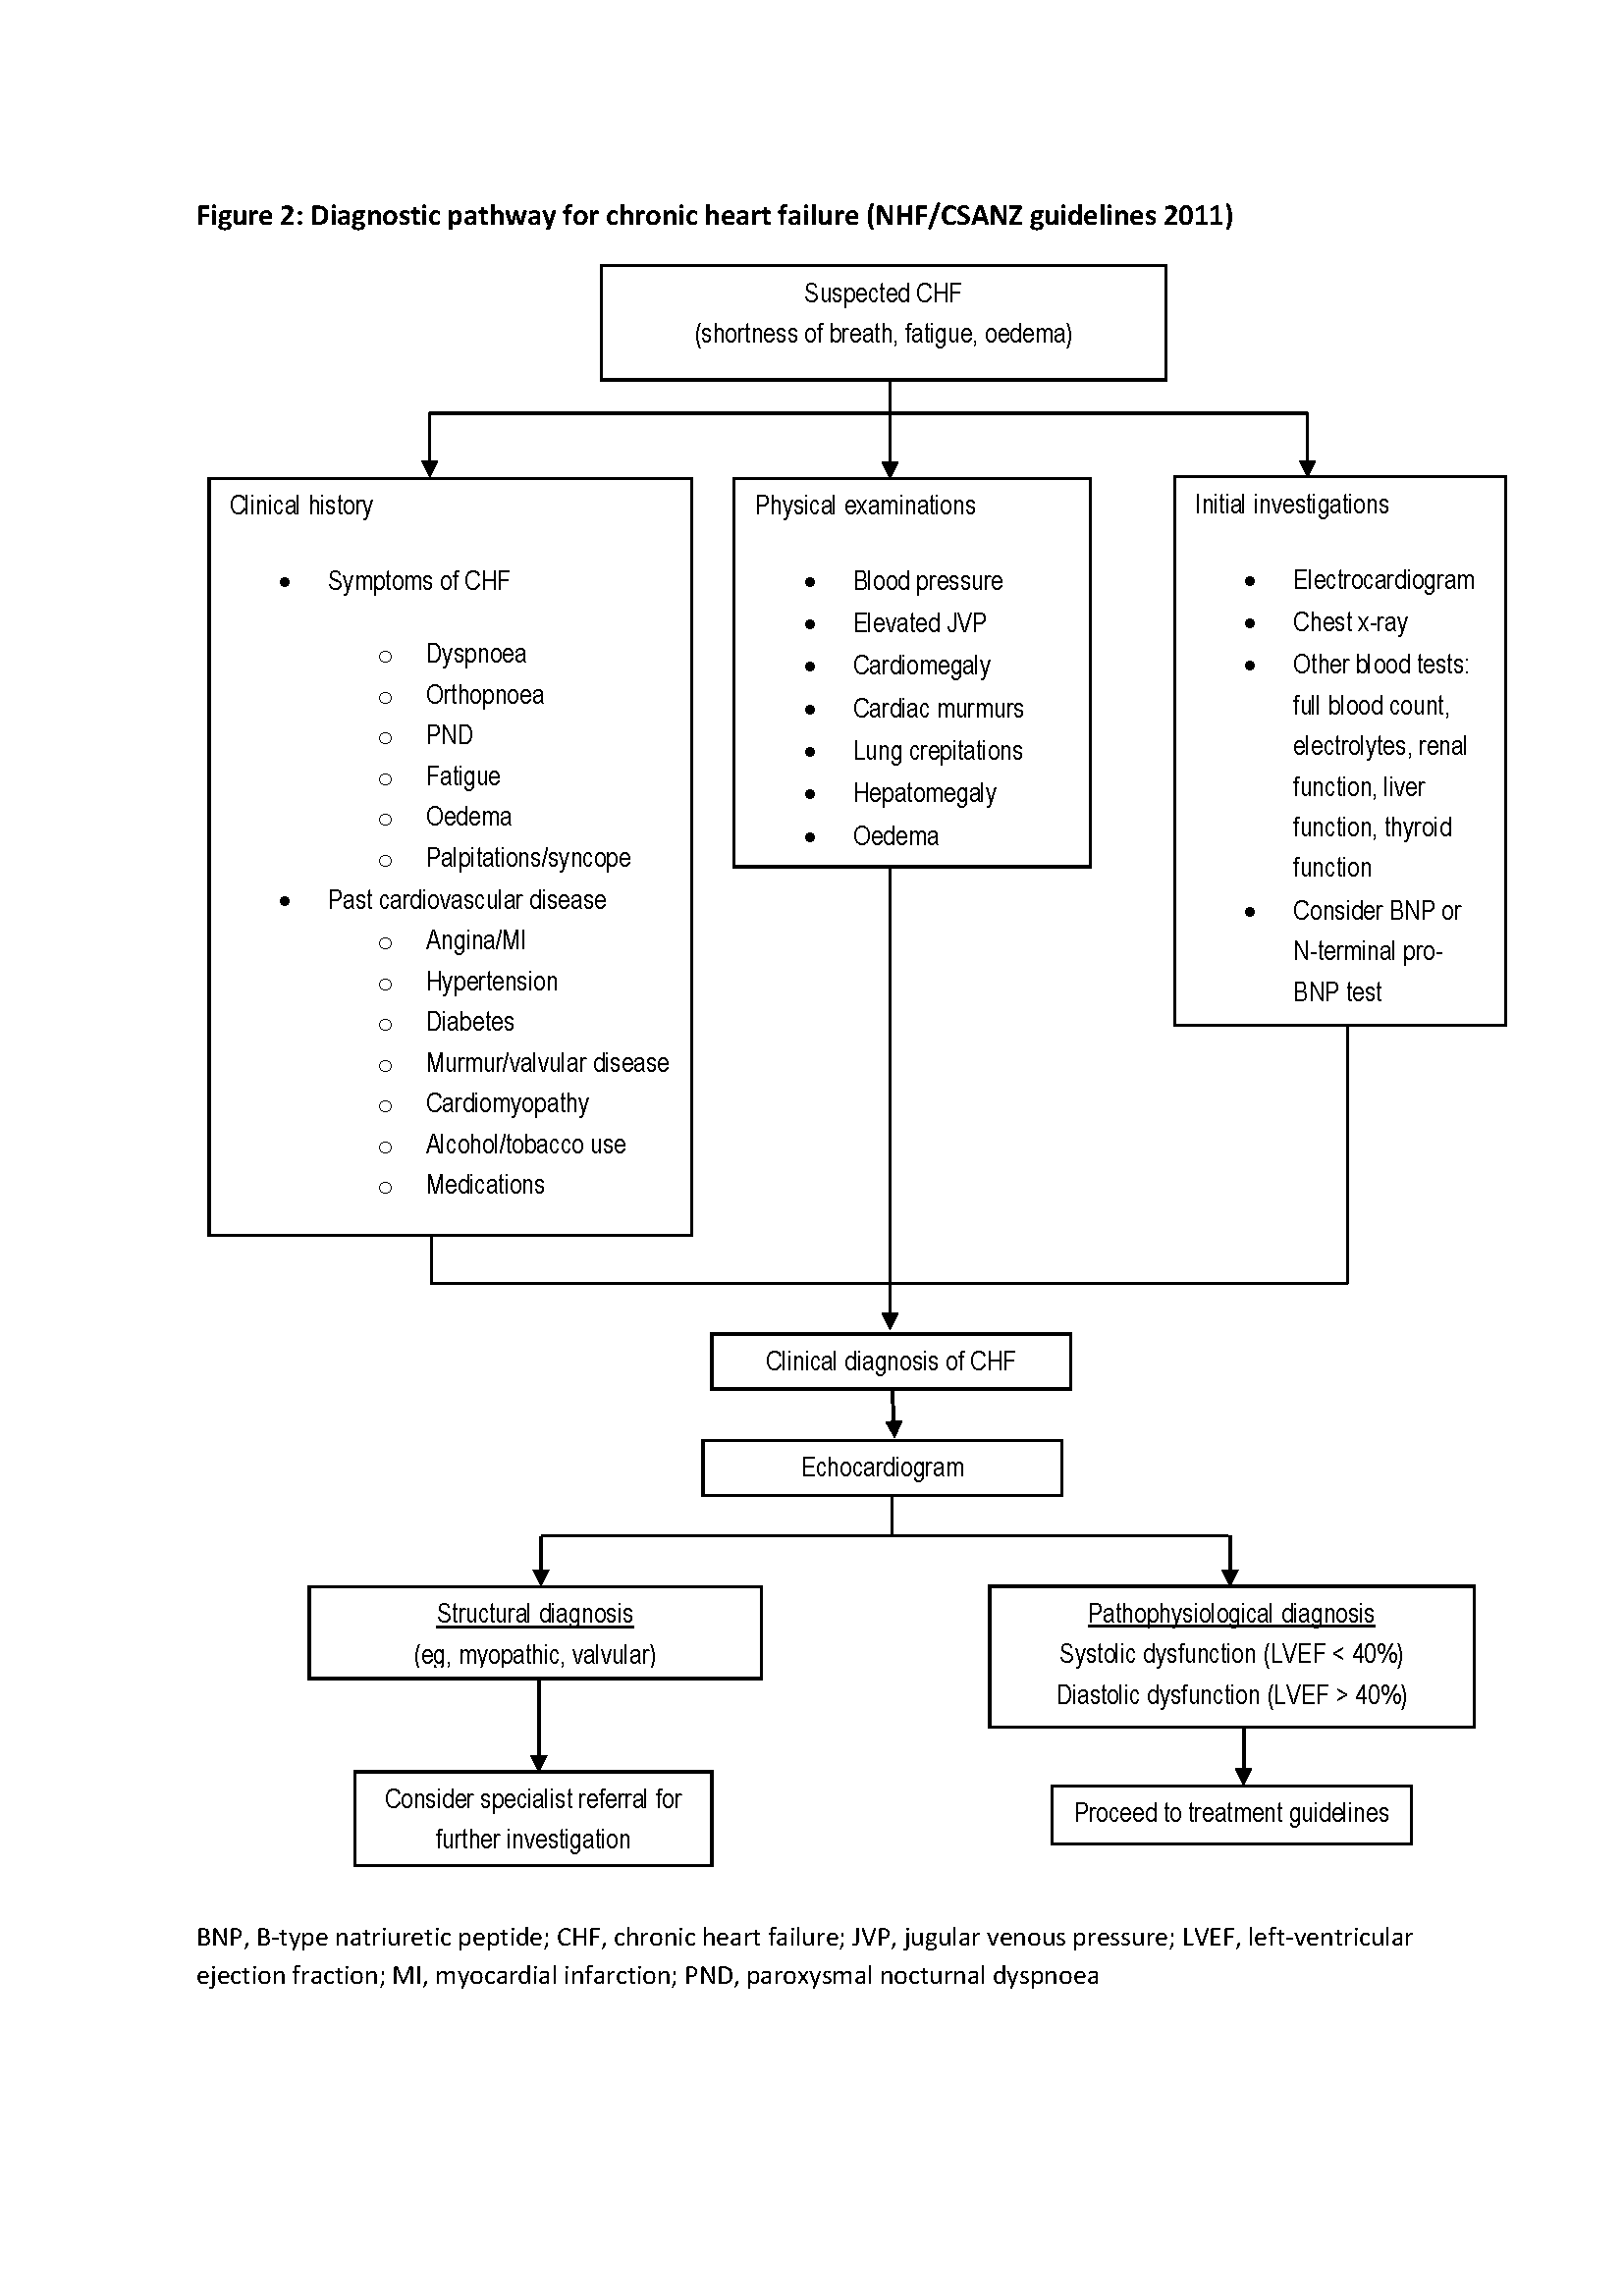 Figure 2: Diagnostic pathway for chronic heart failure (NHF/CSANZ guidelines 2011)
Suspected CHF
(shortness of breath, fatigue, oedema)
Clinical history
• Symptoms of CHF
o Dyspnoea
o Orthopnoea
o PND
o Fatigue
o Oedema
o Palpitations/syncope
• Past cardiovascular disease
o Angina/MI
o Hypertension
o Diabetes
o Murmur/valvular disease
o Cardiomyopathy
o Alcohol/tobacco use
o Medications
Physical examinations
• Blood pressure
• Elevated JVP
• Cardiomegaly
• Cardiac murmurs
• Lung crepitations
• Hepatomegaly
• Oedema
Initial investigations
• Electrocardiogram
• Chest x-ray
• Other blood tests:
full blood count,
electrolytes, renal
function, liver
function, thyroid
function
• Consider BNP or
N-terminal pro-
BNP test
Clinical diagnosis of CHF
Echocardiogram
Structural diagnosis
(eg, myopathic, valvular)
Pathophysiological diagnosis
Systolic dysfunction (LVEF < 40%)
Diastolic dysfunction (LVEF > 40%)
Consider specialist referral for
further investigation
Proceed to treatment guidelines
BNP, B-type natriuretic peptide; CHF, chronic heart failure; JVP, jugular venous pressure; LVEF, left-ventricular
ejection fraction; MI, myocardial infarction; PND, paroxysmal nocturnal dyspnoea